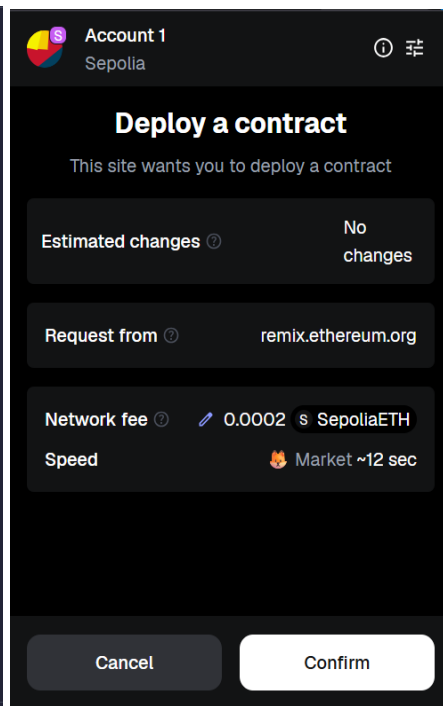 S
Account 1
Sepolia
Deploy a contract
This site wants you to deploy a contract
Estimated changes ? No changes
Request from ? remix.ethereum.org
Network fee ? 0.0002 S SepoliaETH
Speed Market ~12 sec
Cancel Confirm